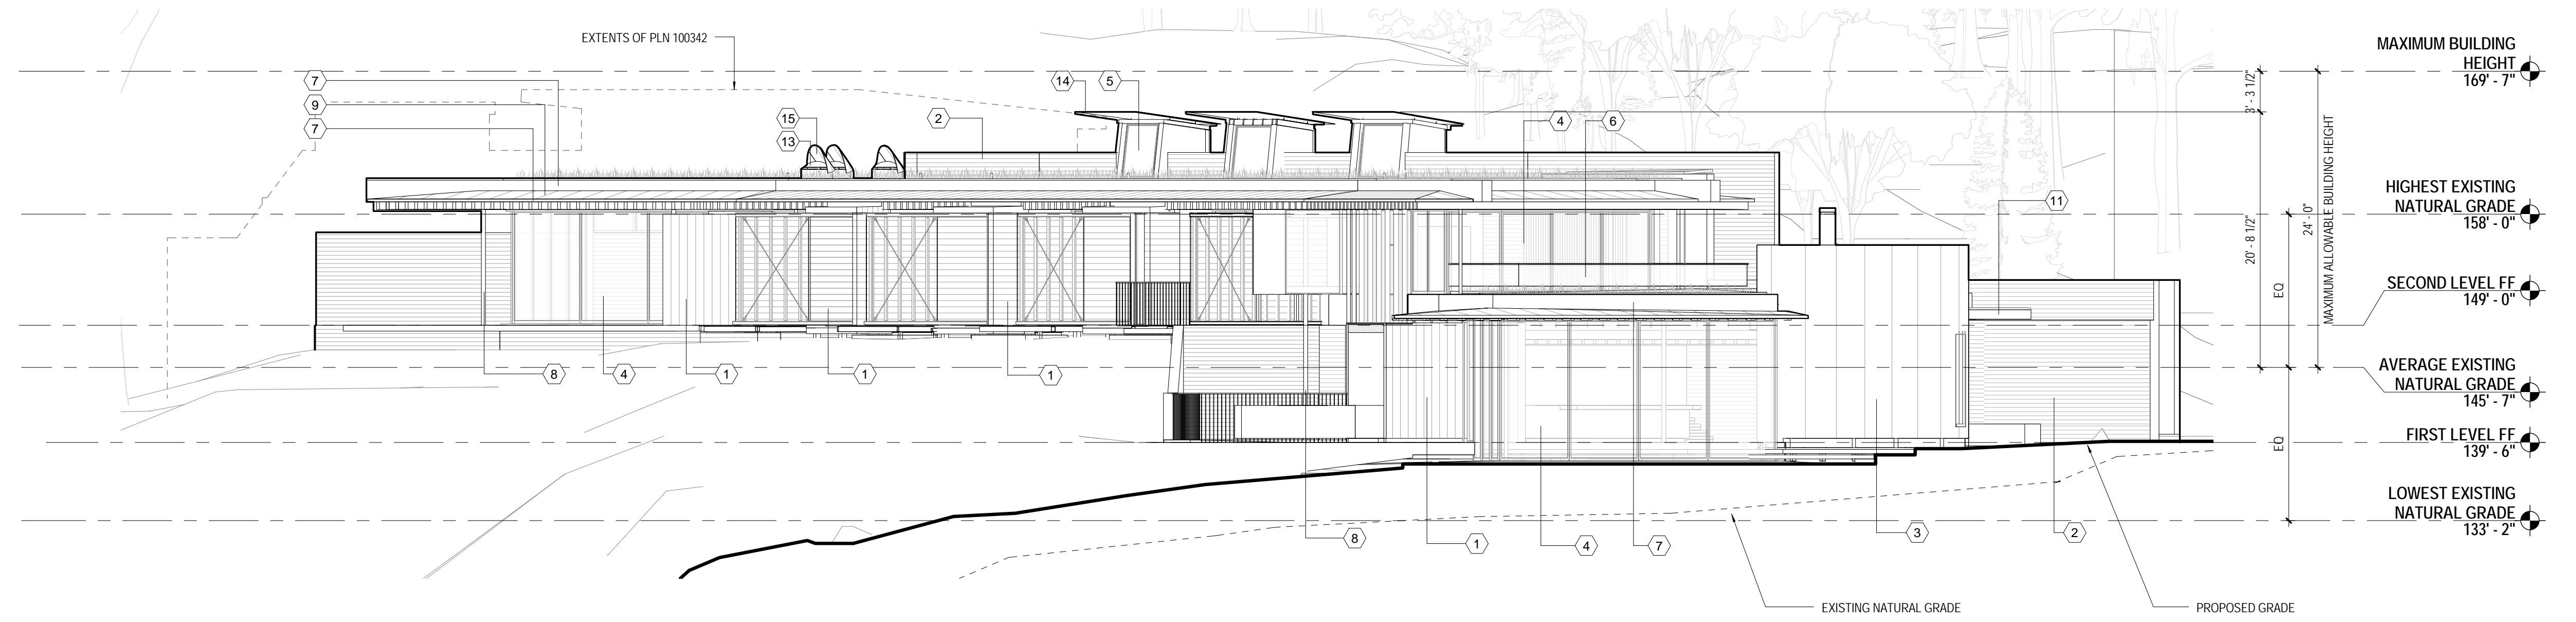 EXTENTS OF PLN 100342
MAXIMUM BUILDING
HEIGHT
169' - 7"
7
14
5
9
15
2
4
6
7
13
3' - 3 1/2"
MAXIMUM ALLOWABLE BUILDING HEIGHT
24' - 0"
20' - 8 1/2"
HIGHEST EXISTING
NATURAL GRADE
158' - 0"
11
EQ
SECOND LEVEL FF
149' - 0"
8
4
1
1
1
AVERAGE EXISTING
NATURAL GRADE
145' - 7"
EQ
FIRST LEVEL FF
139' - 6"
LOWEST EXISTING
NATURAL GRADE
133' - 2"
8
1
4
7
3
2
EXISTING NATURAL GRADE
PROPOSED GRADE